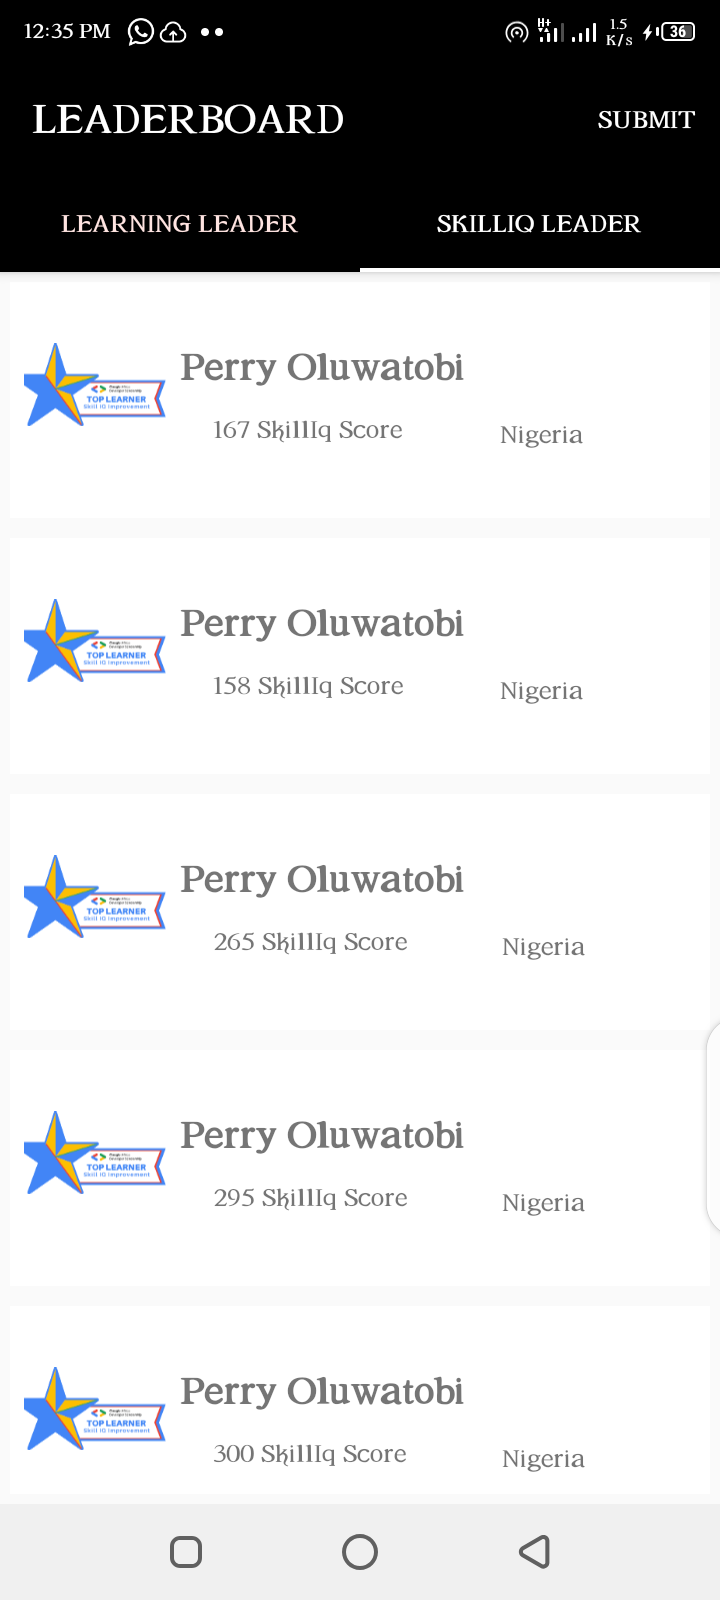 12:35 PM H+ 1.5 K/s 36
LEADERBOARD SUBMIT
LEARNING LEADER SKILLIQ LEADER
Perry Oluwatobi
TOP LEARNER
Skill IQ Improvement
167 SkillIq Score Nigeria
Perry Oluwatobi
TOP LEARNER
Skill IQ Improvement
158 SkillIq Score Nigeria
Perry Oluwatobi
TOP LEARNER
Skill IQ Improvement
265 SkillIq Score Nigeria
Perry Oluwatobi
TOP LEARNER
Skill IQ Improvement
295 SkillIq Score Nigeria
Perry Oluwatobi
TOP LEARNER
Skill IQ Improvement
300 SkillIq Score Nigeria